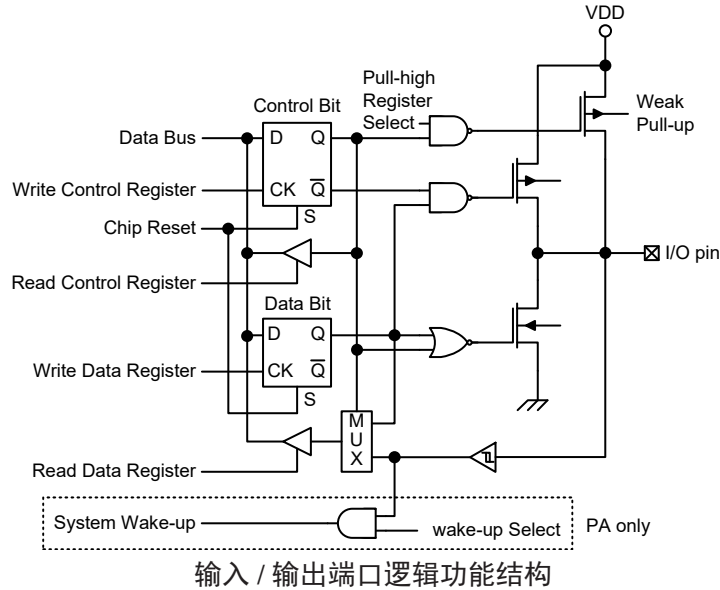 VDD
Pull-high
Register
Select
Weak
Pull-up
Control Bit
Data Bus
D
Q
Write Control Register
CK
Q
S
Chip Reset
I/O pin
Read Control Register
Data Bit
D
Q
Write Data Register
CK
Q
S
M
U
X
Read Data Register
System Wake-up
wake-up Select
PA only
输入 / 输出端口逻辑功能结构